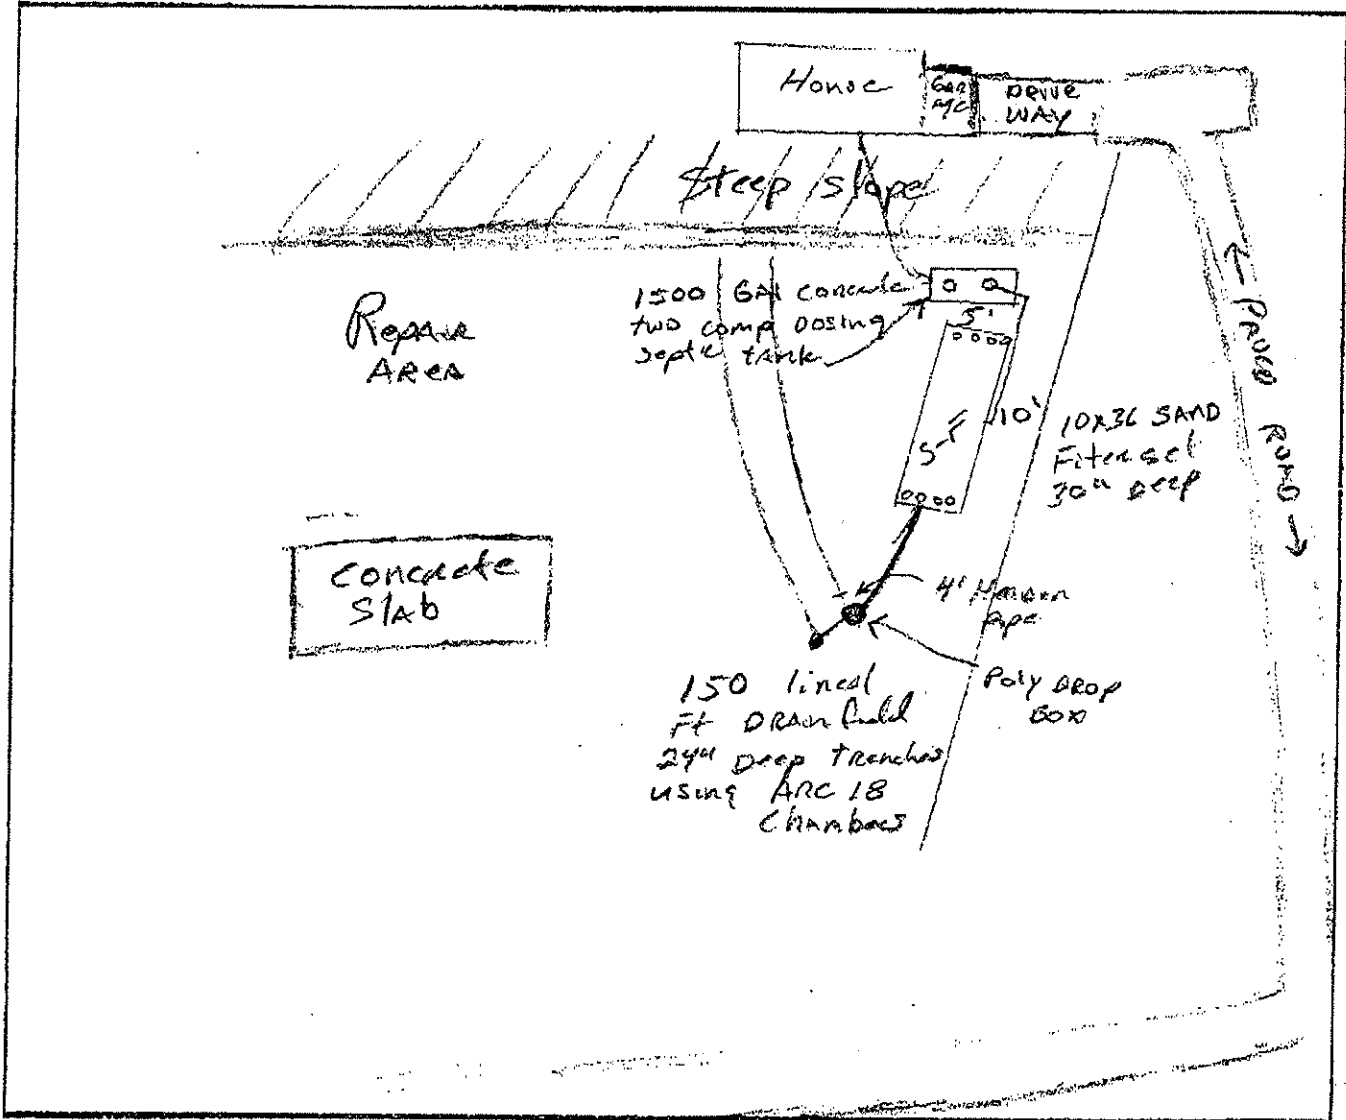 House
GAR
AGE
DRIVE
WAY
Steep slope
Repair
Area
1500 GAl concrete
two comp Dosing
septic tank
5'
10'
5'
10x36 SAND
Filter set
30" Deep
← PAVED ROAD →
Concrete
SlAb
4'
pipe
Poly DROp
BOX
150 lineal
Ft DRAin field
24" Deep Trenches
using ARC 18
Chambers